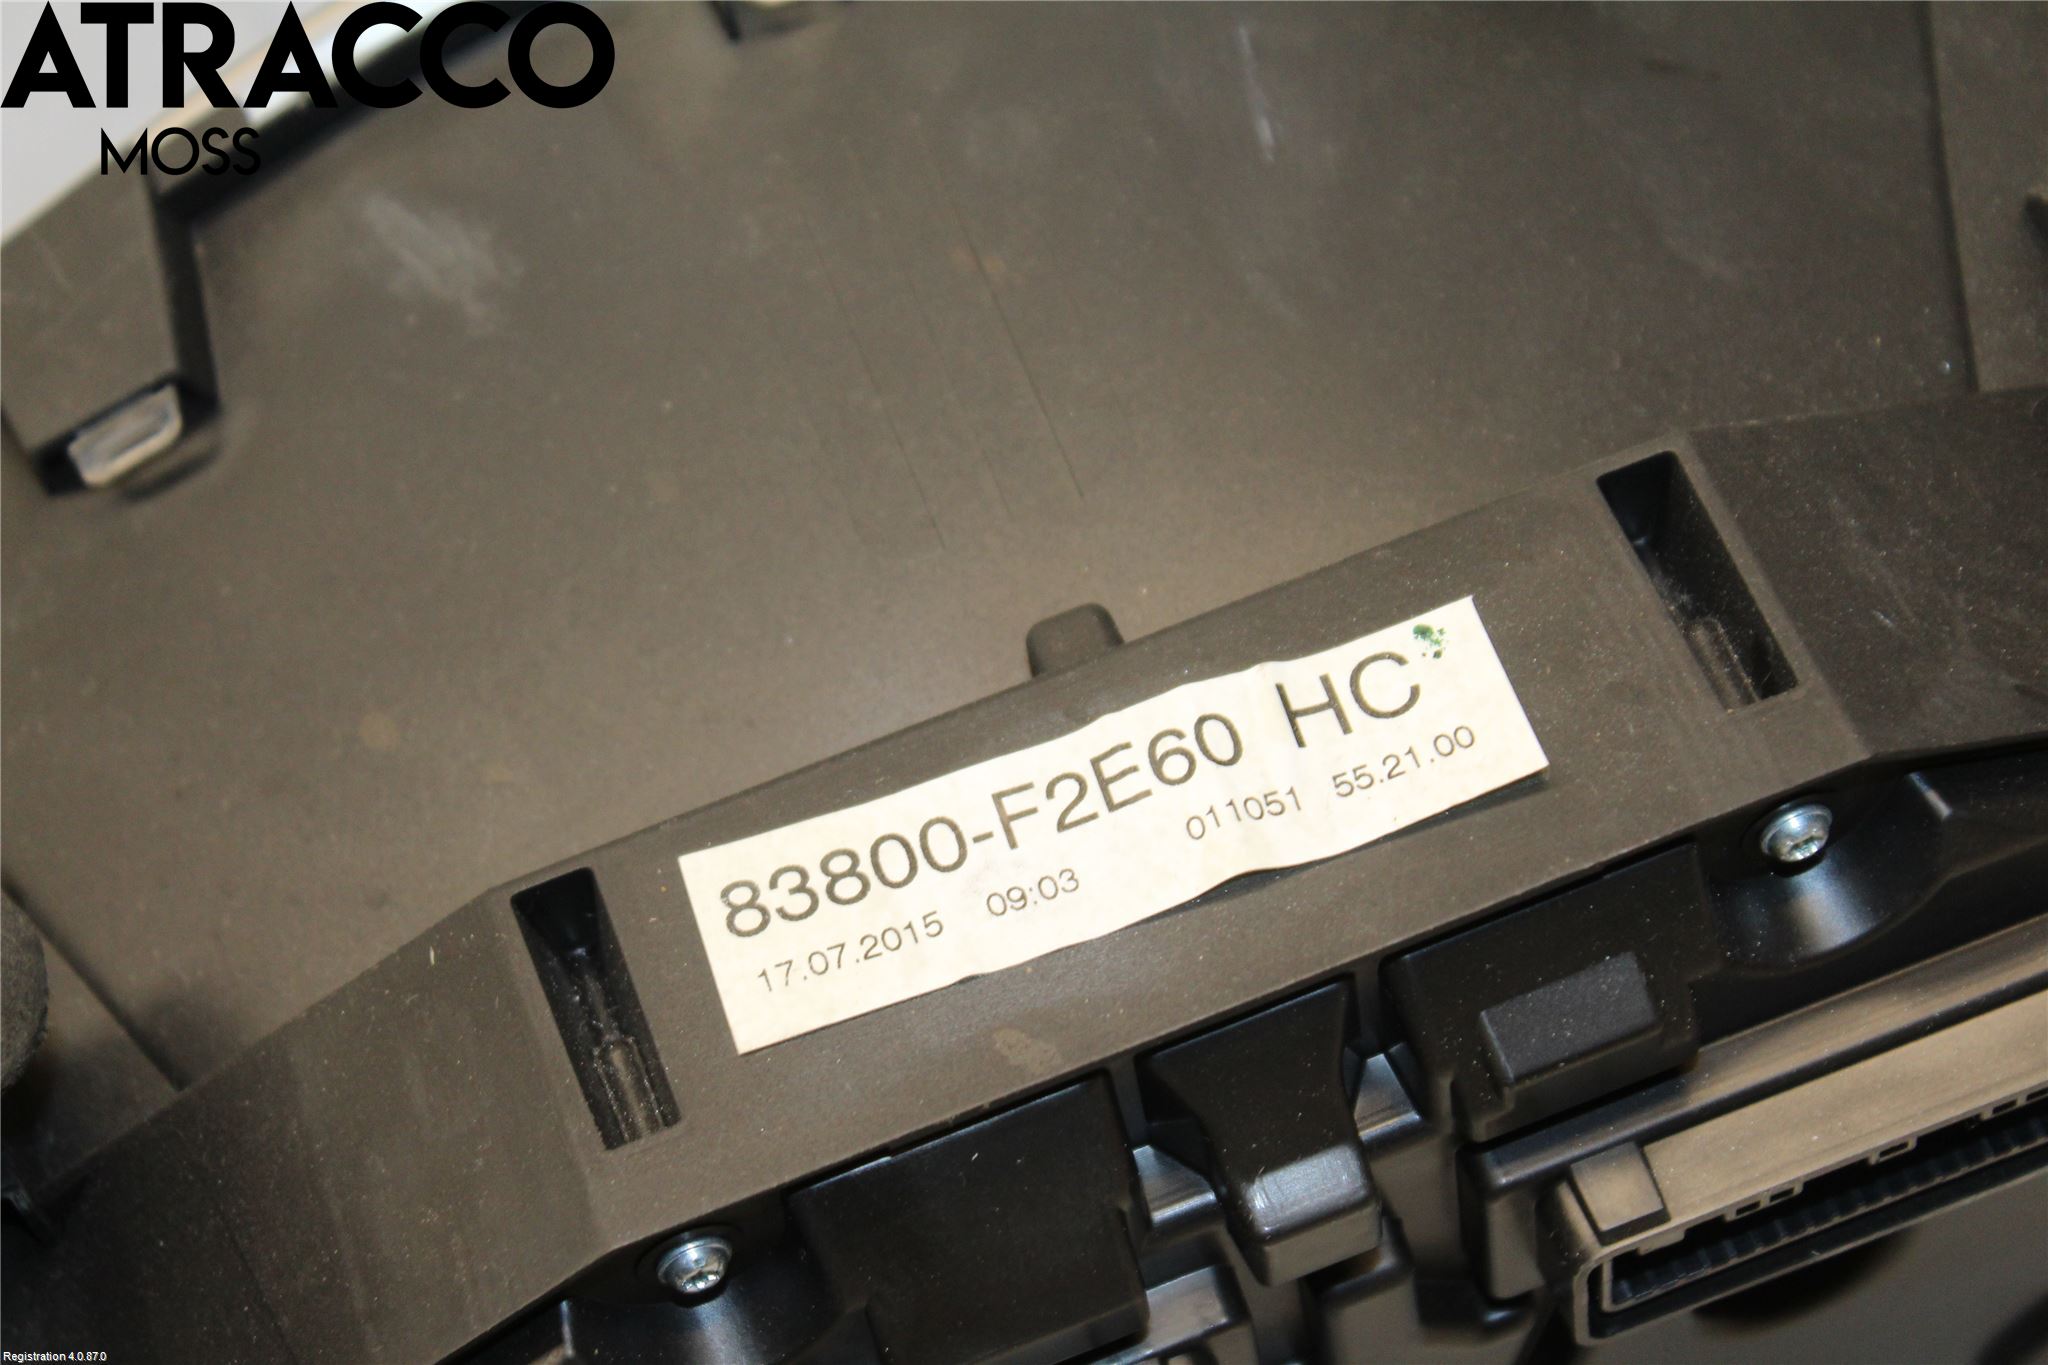 ATRACCO
MOSS
83800-F2E60 HC
17.07.2015 09:03 011051 55.21.00
Registration 4.0.87.0